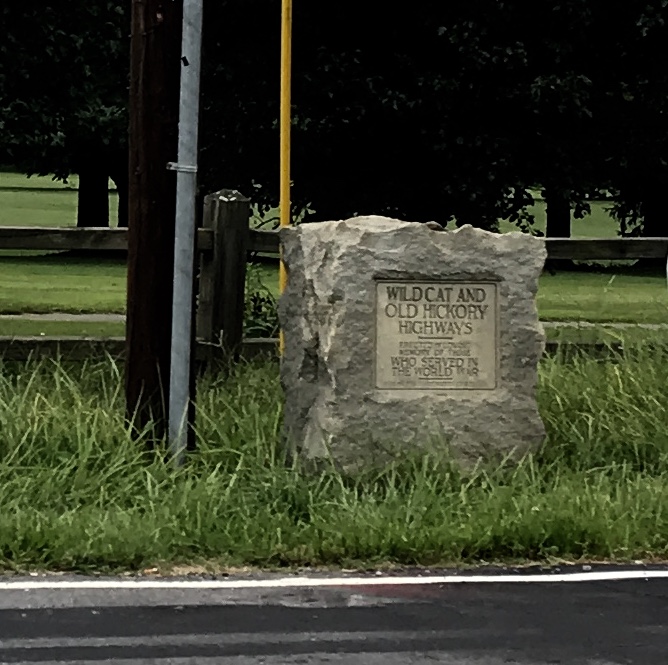 WILDCAT AND
OLD HICKORY
HIGHWAYS
MEMORY OF THOSE
WHO SERVED IN
THE WORLD WAR